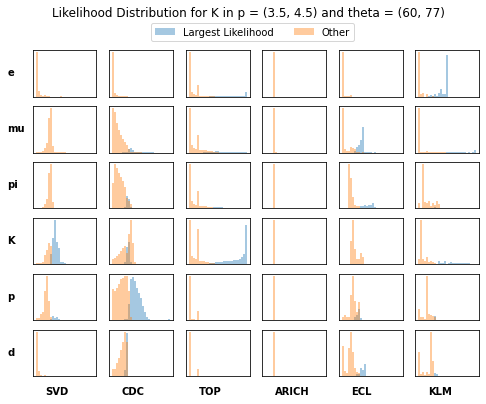 Likelihood Distribution for K in p = (3.5, 4.5) and theta = (60, 77)
Largest Likelihood Other
e
mu
pi
K
p
d
SVD CDC TOP ARICH ECL KLM